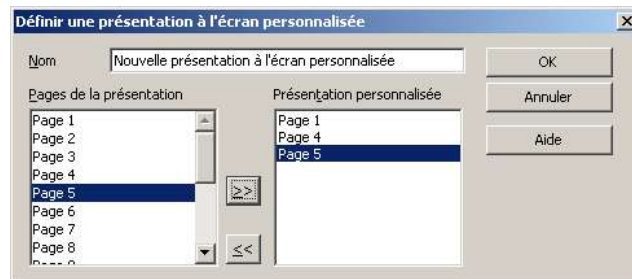 Définir une présentation à l'écran personnalisée
Nom
Nouvelle présentation à l'écran personnalisée
OK
Pages de la présentation
Présentation personnalisée
Annuler
Page 1
Page 2
Page 3
Page 4
Page 5
Page 6
Page 7
Page 8
>>
<<
Page 1
Page 4
Page 5
Aide